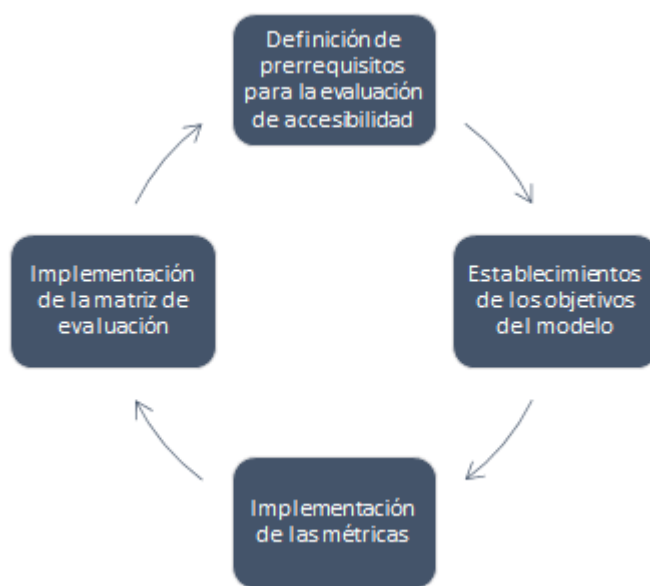 Definición de
prerrequisitos
para la evaluación
de accesibilidad
Establecimientos
de los objetivos
del modelo
Implementación
de las métricas
Implementación
de la matriz de
evaluación